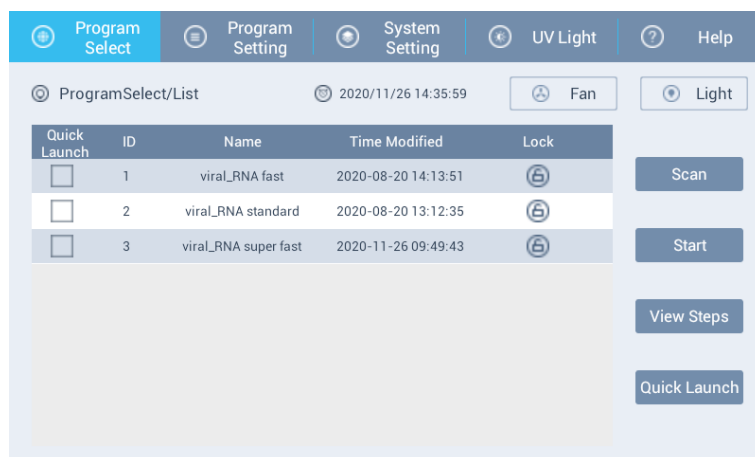 Program Select
Program Setting
System Setting
UV Light
Help
ProgramSelect/List
2020/11/26 14:35:59
Fan
Light
Quick Launch
ID
Name
Time Modified
Lock
1
viral_RNA fast
2020-08-20 14:13:51
2
viral_RNA standard
2020-08-20 13:12:35
3
viral_RNA super fast
2020-11-26 09:49:43
Scan
Start
View Steps
Quick Launch